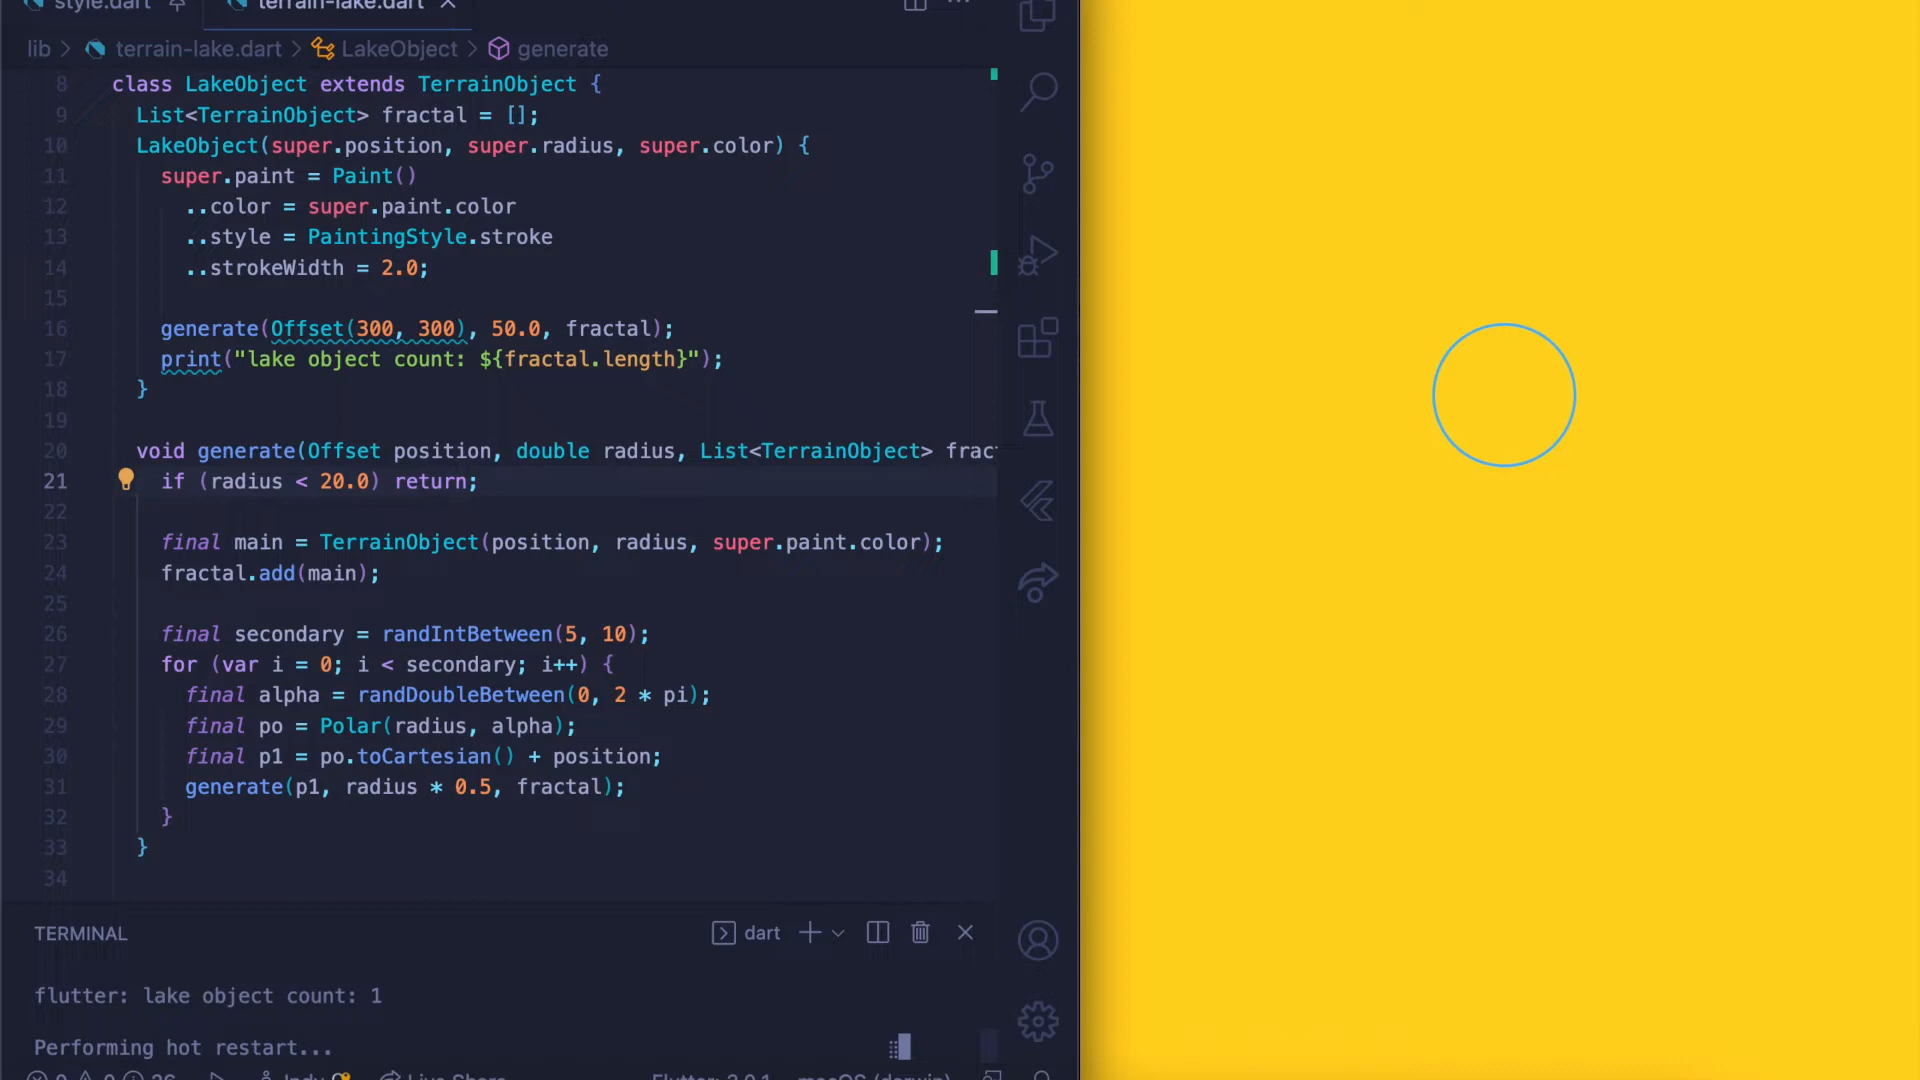 style.dart terrain-lake.dart
lib > terrain-lake.dart > LakeObject > generate
8 class LakeObject extends TerrainObject {
9 List<TerrainObject> fractal = [];
10 LakeObject(super.position, super.radius, super.color) {
11 super.paint = Paint()
12 ..color = super.paint.color
13 ..style = PaintingStyle.stroke
14 ..strokeWidth = 2.0;
15
16 generate(Offset(300, 300), 50.0, fractal);
17 print("lake object count: ${fractal.length}");
18 }
19
20 void generate(Offset position, double radius, List<TerrainObject> frac
21 if (radius < 20.0) return;
22
23 final main = TerrainObject(position, radius, super.paint.color);
24 fractal.add(main);
25
26 final secondary = randIntBetween(5, 10);
27 for (var i = 0; i < secondary; i++) {
28 final alpha = randDoubleBetween(0, 2 * pi);
29 final po = Polar(radius, alpha);
30 final p1 = po.toCartesian() + position;
31 generate(p1, radius * 0.5, fractal);
32 }
33 }
34
TERMINAL dart
flutter: lake object count: 1
Performing hot restart...
Live Share